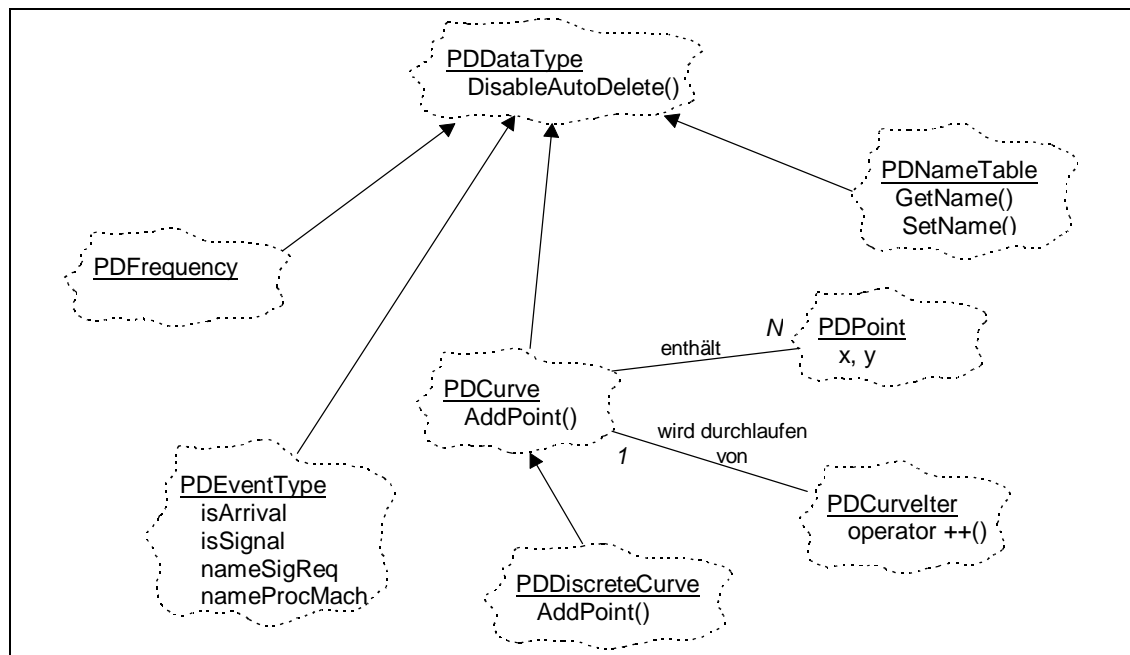 PDDataType
DisableAutoDelete()
PDNameTable
GetName()
SetName()
PDFrequency
N
PDPoint
x, y
enthält
PDCurve
AddPoint()
wird durchlaufen
von
1
PDEventType
isArrival
isSignal
nameSigReq
nameProcMach
PDCurveIter
operator ++()
PDDiscreteCurve
AddPoint()